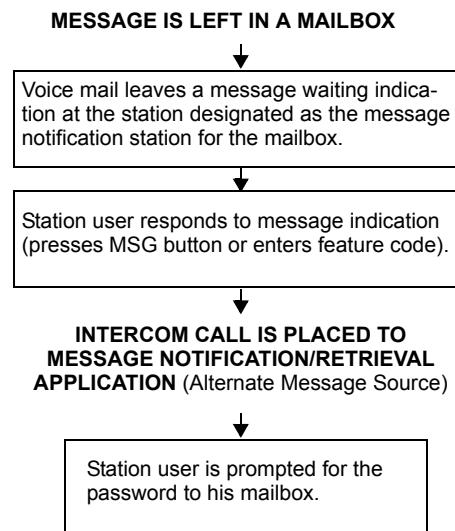 MESSAGE IS LEFT IN A MAILBOX
Voice mail leaves a message waiting indica-
tion at the station designated as the message
notification station for the mailbox.
Station user responds to message indication
(presses MSG button or enters feature code).
INTERCOM CALL IS PLACED TO
MESSAGE NOTIFICATION/RETRIEVAL
APPLICATION (Alternate Message Source)
Station user is prompted for the
password to his mailbox.